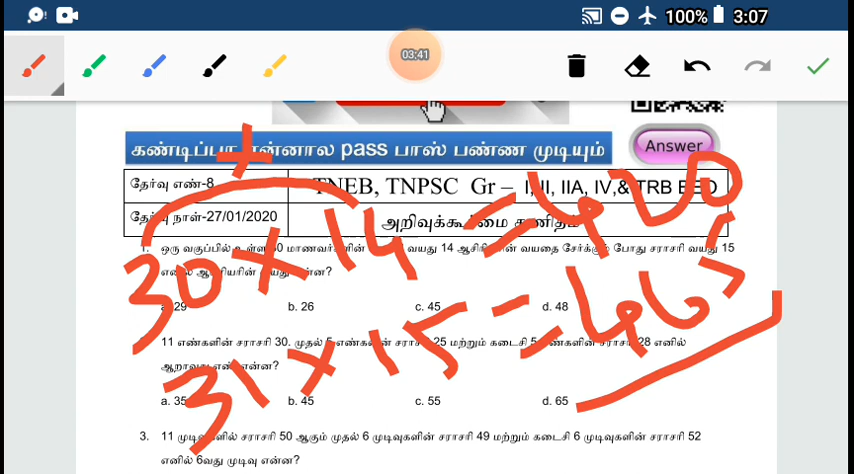 100% 3:07
03:41
கண்டிப்பா என்னால pass பாஸ் பண்ண முடியும்
Answer
தேர்வு எண்-8
TNEB, TNPSC Gr – I, II, IIA, IV, & TRB BEO
தேர்வு நாள்-27/01/2020
அறிவுக்கூர்மை கணிதம்
+
30 × 14 = 420
1. ஒரு வகுப்பில் உள்ள 30 மாணவர்களின் வயது 14 ஆசிரியரின் வயதை சேர்க்கும் போது சராசரி வயது 15
எனில் ஆசிரியரின் வயது என்ன?
a. 29 b. 26 c. 45 d. 48
31 × 15 = 465
11 எண்களின் சராசரி 30. முதல் 5 எண்களின் சராசரி 25 மற்றும் கடைசி 5 எண்களின் சராசரி 28 எனில்
ஆறாவது எண் என்ன?
a. 35 b. 45 c. 55 d. 65
3. 11 முடிவுகளில் சராசரி 50 ஆகும் முதல் 6 முடிவுகளின் சராசரி 49 மற்றும் கடைசி 6 முடிவுகளின் சராசரி 52
எனில் 6வது முடிவு என்ன?